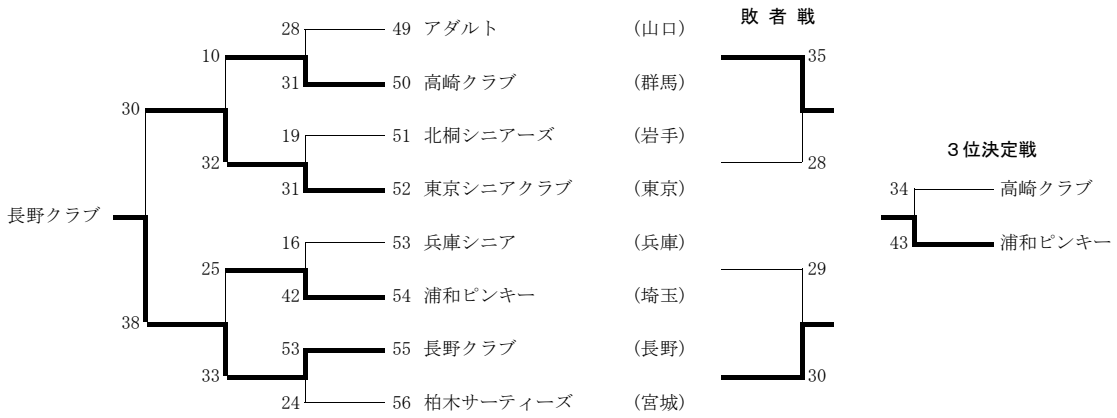 敗 者 戦
28 49 アダルト (山口)
10 35
31 50 高崎クラブ (群馬)
30
19 51 北桐シニアーズ (岩手)
32 28
3位決定戦
31 52 東京シニアクラブ (東京) 34 高崎クラブ
長野クラブ
16 53 兵庫シニア (兵庫) 43 浦和ピンキー
25 29
42 54 浦和ピンキー (埼玉)
38
53 55 長野クラブ (長野)
33 30
24 56 柏木サーティーズ (宮城)